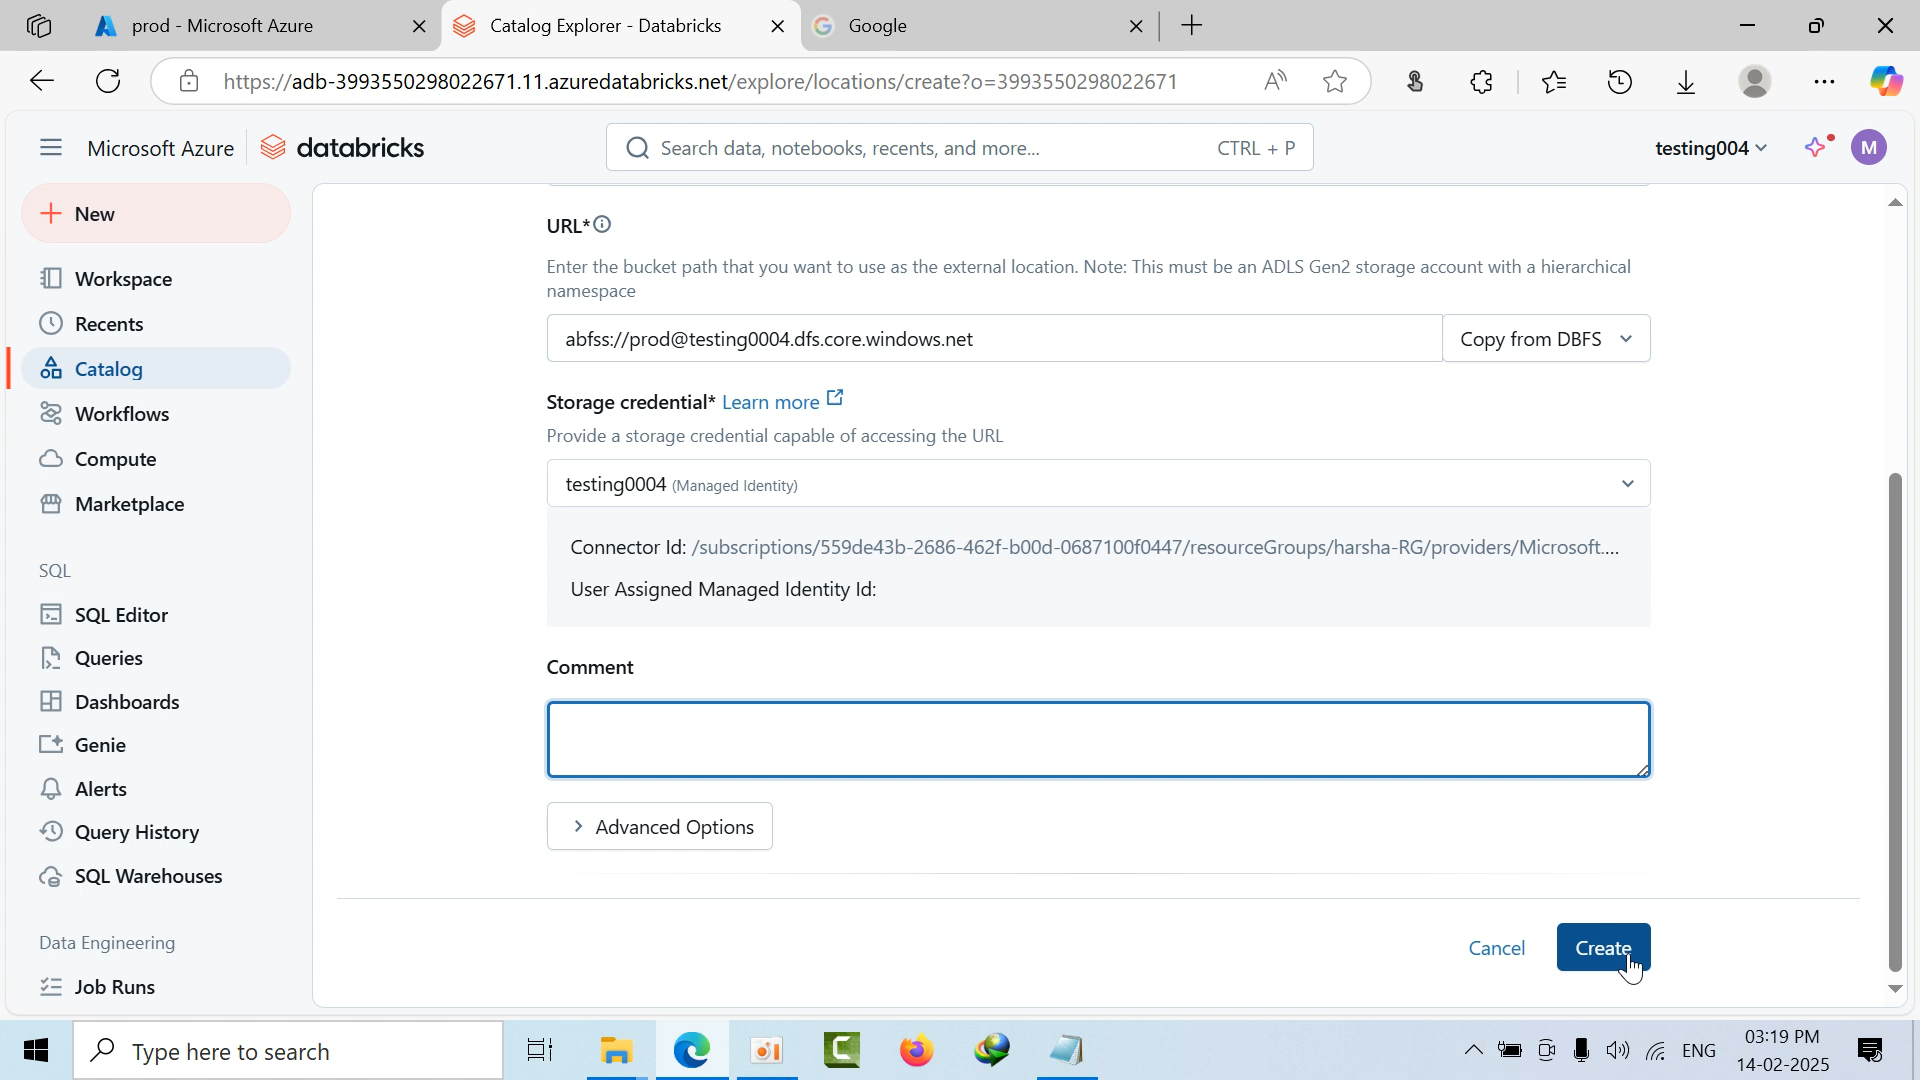 prod - Microsoft Azure
Catalog Explorer - Databricks
Google
https://adb-3993550298022671.11.azuredatabricks.net/explore/locations/create?o=3993550298022671
Microsoft Azure
databricks
Search data, notebooks, recents, and more...
CTRL + P
testing004
M
New
Workspace
Recents
Catalog
Workflows
Compute
Marketplace
SQL
SQL Editor
Queries
Dashboards
Genie
Alerts
Query History
SQL Warehouses
Data Engineering
Job Runs
URL*
Enter the bucket path that you want to use as the external location. Note: This must be an ADLS Gen2 storage account with a hierarchical
namespace
abfss://prod@testing0004.dfs.core.windows.net
Copy from DBFS
Storage credential* Learn more
Provide a storage credential capable of accessing the URL
testing0004 (Managed Identity)
Connector Id: /subscriptions/559de43b-2686-462f-b00d-0687100f0447/resourceGroups/harsha-RG/providers/Microsoft....
User Assigned Managed Identity Id:
Comment
Advanced Options
Cancel
Create
Type here to search
ENG
03:19 PM
14-02-2025